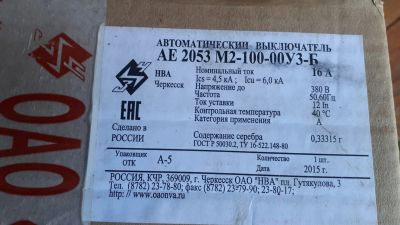 АВТОМАТИЧЕСКИЙ ВЫКЛЮЧАТЕЛЬ
АЕ 2053 М2-100-00У3-Б
НВА
Черкесск
Номинальный ток 16 А
Ics = 4,5 кА ; Icu = 6,0 кА
Напряжение до 380 В
Частота 50,60Гц
Ток уставки 12 In
Контрольная температура 40 °С
Категория применения А
EAC
Сделано в
РОССИИ
Содержание серебра 0,33315 г
ГОСТ Р 50030.2, ТУ 16-522.148-80
Упаковщик
ОТК
А-5
Количество 1 шт.
Дата 2015 г.
РОССИЯ, КЧР, 369009, г. Черкесск ОАО "НВА" пл. Гутякулова, 3
Тел. (8782) 23-78-80; факс (8782) 23-79-90; 23-80-17;
http: // www.oaonva.ru
ОАО